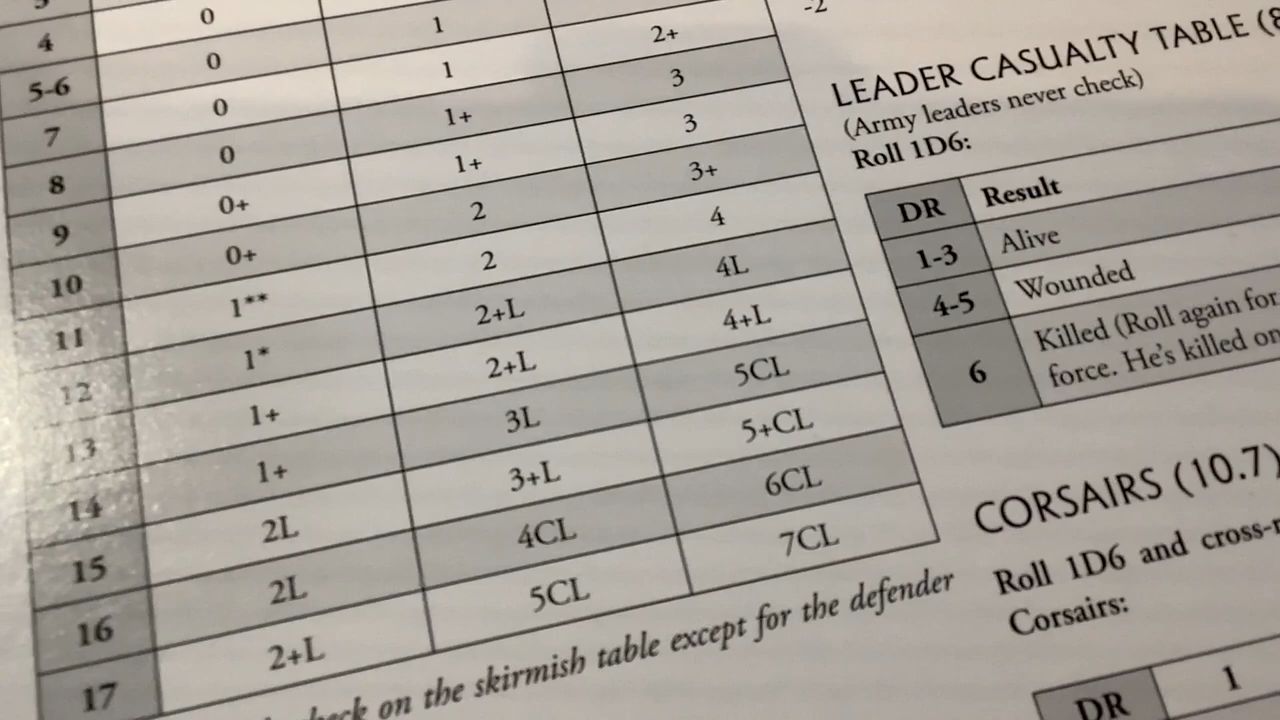 -2
4 0
5-6 0 1
7 0 1 2+
8 0 1+ 3
9 0+ 1+ 3
10 0+ 2 3+
11 1** 2 4
12 1* 2+L 4L
13 1+ 2+L 4+L
14 1+ 3L 5CL
15 2L 3+L 5+CL
16 2L 4CL 6CL
17 2+L 5CL 7CL
on the skirmish table except for the defender
LEADER CASUALTY TABLE
(Army leaders never check)
Roll 1D6:
DR Result
1-3 Alive
4-5 Wounded
6 Killed (Roll again for
force. He's killed on
CORSAIRS (10.7)
Roll 1D6 and
Corsairs:
DR 1